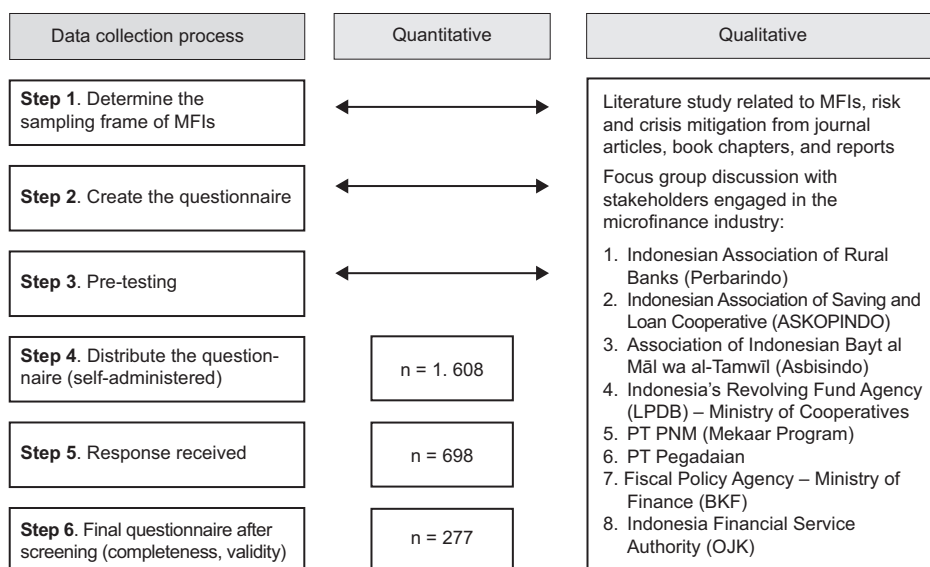 Data collection process
Quantitative
Qualitative
Step 1. Determine the
sampling frame of MFIs
Step 2. Create the questionnaire
Step 3. Pre-testing
Step 4. Distribute the question-
naire (self-administered)
n = 1. 608
Step 5. Response received
n = 698
Step 6. Final questionnaire after
screening (completeness, validity)
n = 277
Literature study related to MFIs, risk
and crisis mitigation from journal
articles, book chapters, and reports
Focus group discussion with
stakeholders engaged in the
microfinance industry:
1. Indonesian Association of Rural
Banks (Perbarindo)
2. Indonesian Association of Saving and
Loan Cooperative (ASKOPINDO)
3. Association of Indonesian Bayt al
Māl wa al-Tamwīl (Asbisindo)
4. Indonesia's Revolving Fund Agency
(LPDB) – Ministry of Cooperatives
5. PT PNM (Mekaar Program)
6. PT Pegadaian
7. Fiscal Policy Agency – Ministry of
Finance (BKF)
8. Indonesia Financial Service
Authority (OJK)